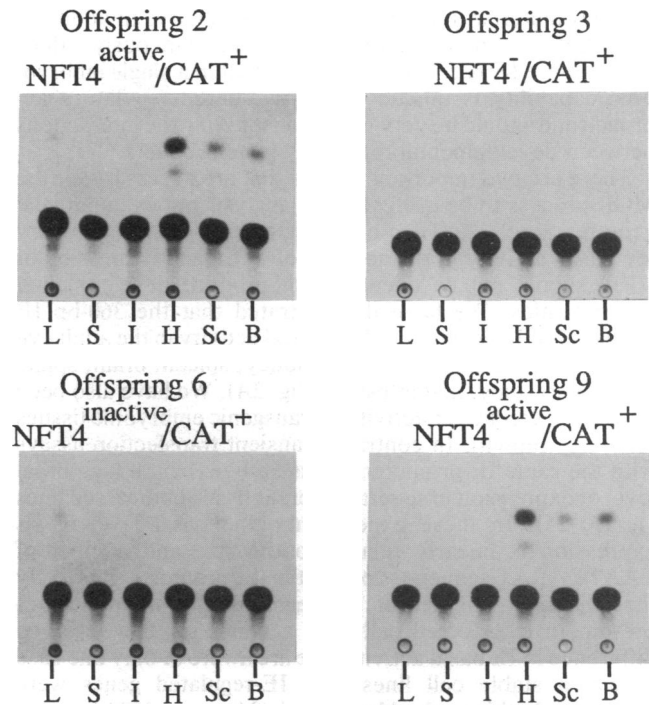 Offspring 2
NFT4 active /CAT +
L S I H Sc B
Offspring 3
NFT4 - /CAT +
L S I H Sc B
Offspring 6
NFT4 inactive /CAT +
L S I H Sc B
Offspring 9
NFT4 active /CAT +
L S I H Sc B